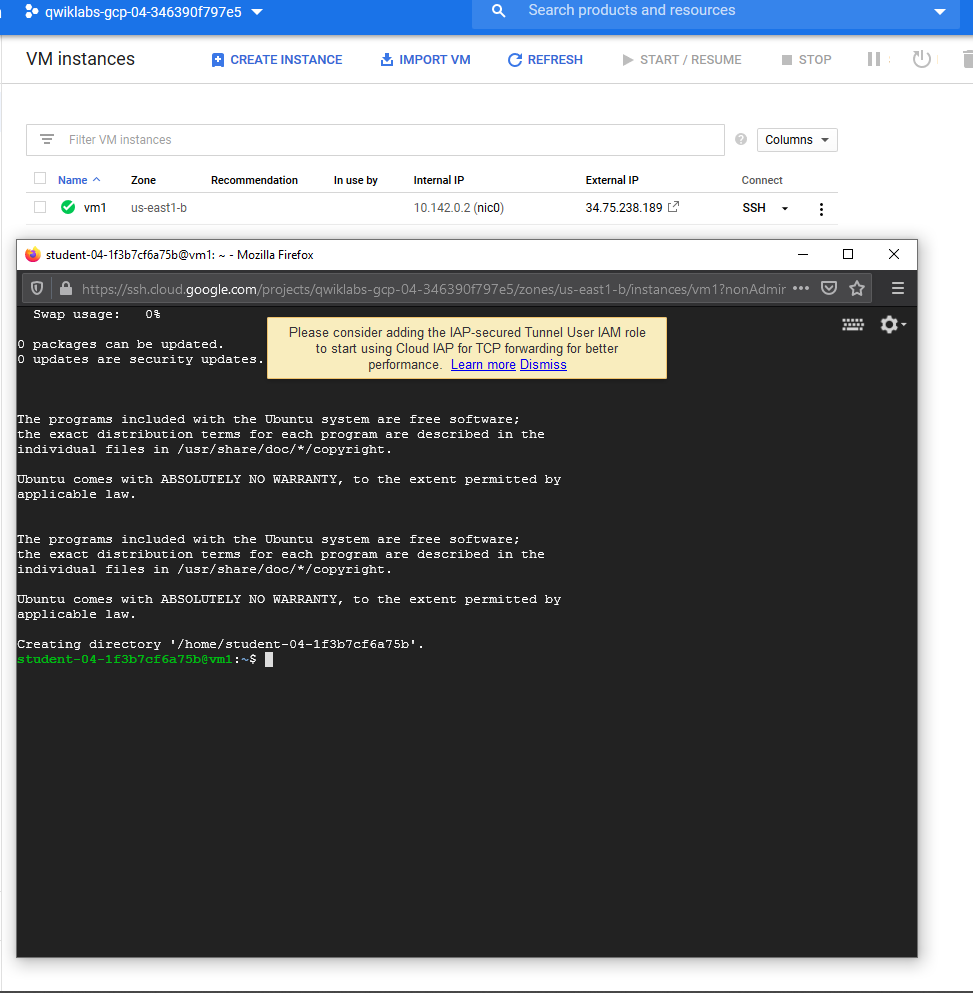 qwiklabs-gcp-04-346390f797e5
Search products and resources
VM instances
CREATE INSTANCE
IMPORT VM
REFRESH
START / RESUME
STOP
Filter VM instances
Columns
Name Zone Recommendation In use by Internal IP External IP Connect
vm1 us-east1-b 10.142.0.2 (nic0) 34.75.238.189 SSH
student-04-1f3b7cf6a75b@vm1: ~ - Mozilla Firefox
https://ssh.cloud.google.com/projects/qwiklabs-gcp-04-346390f797e5/zones/us-east1-b/instances/vm1?nonAdmir
Swap usage: 0%
Please consider adding the IAP-secured Tunnel User IAM role
to start using Cloud IAP for TCP forwarding for better
performance. Learn more Dismiss
0 packages can be updated.
0 updates are security updates.
The programs included with the Ubuntu system are free software;
the exact distribution terms for each program are described in the
individual files in /usr/share/doc/*/copyright.
Ubuntu comes with ABSOLUTELY NO WARRANTY, to the extent permitted by
applicable law.
The programs included with the Ubuntu system are free software;
the exact distribution terms for each program are described in the
individual files in /usr/share/doc/*/copyright.
Ubuntu comes with ABSOLUTELY NO WARRANTY, to the extent permitted by
applicable law.
Creating directory '/home/student-04-1f3b7cf6a75b'.
student-04-1f3b7cf6a75b@vm1:~$